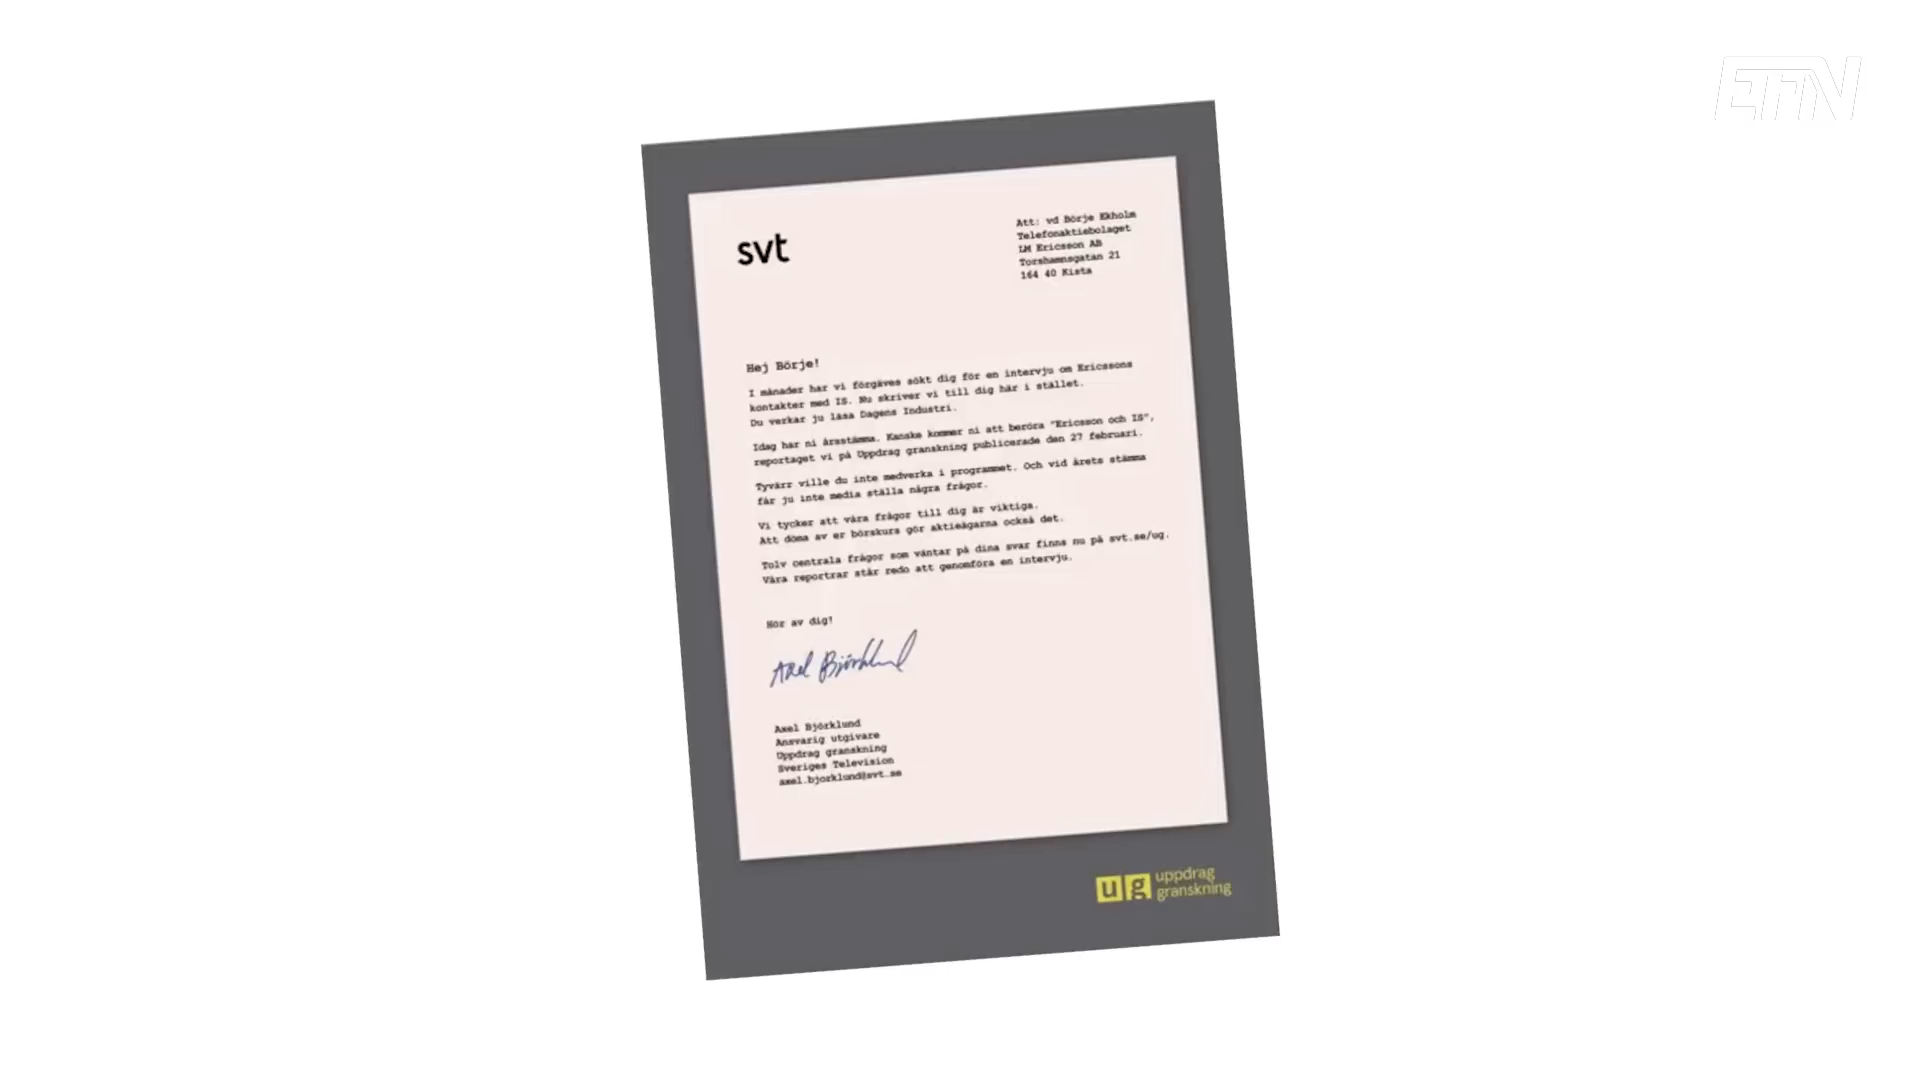 EFN
svt
Att: vd Börje Ekholm
Telefonaktiebolaget
LM Ericsson AB
Torshamnsgatan 21
164 40 Kista
Hej Börje!
I månader har vi förgäves sökt dig för en intervju om Ericssons
kontakter med IS. Nu skriver vi till dig här i stället.
Du verkar ju läsa Dagens Industri.
Idag har ni årsstämma. Kanske kommer ni att beröra "Ericsson och IS",
reportaget vi på Uppdrag granskning publicerade den 27 februari.
Tyvärr ville du inte medverka i programmet. Och vid årets stämma
får ju inte media ställa några frågor.
Vi tycker att våra frågor till dig är viktiga.
Att döma av er börskurs gör aktieägarna också det.
Tolv centrala frågor som väntar på dina svar finns nu på svt.se/ug.
Våra reportrar står redo att genomföra en intervju.
Hör av dig!
Axel Björklund
Axel Björklund
Ansvarig utgivare
Uppdrag granskning
Sveriges Television
axel.bjorklund@svt.se
ug uppdrag
granskning